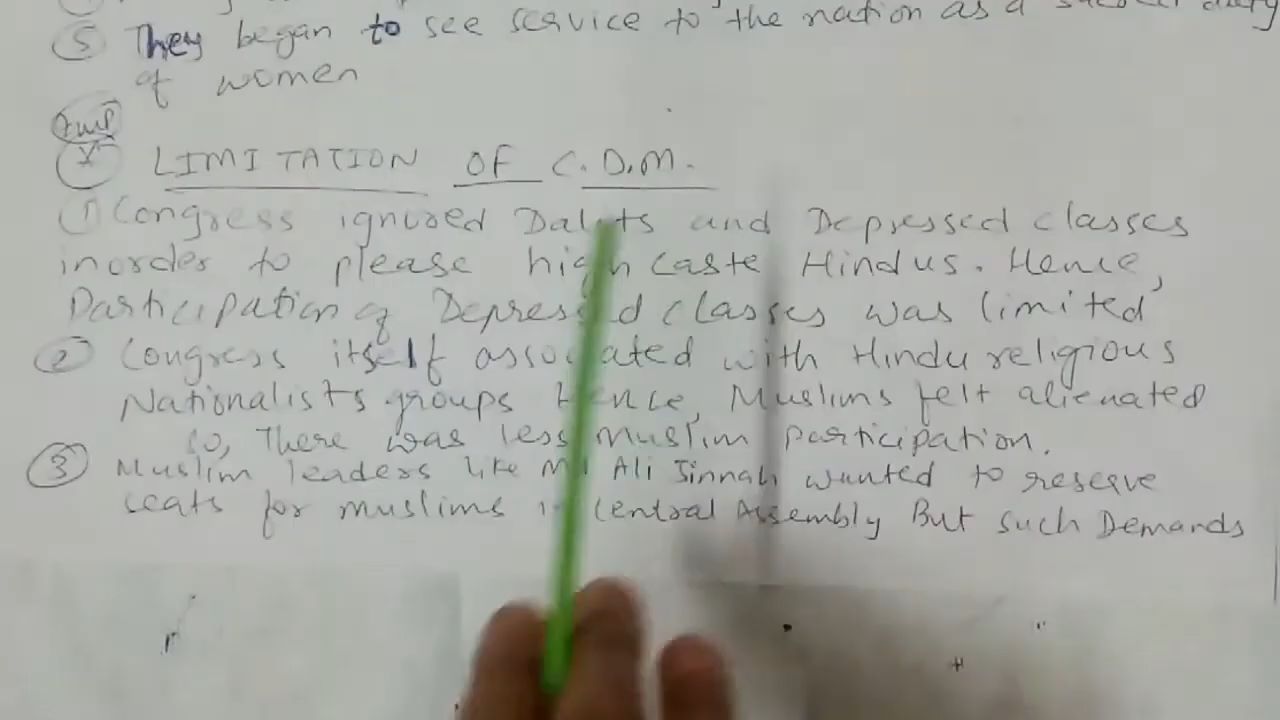 ⑤ They began to see service to the nation as a duty
of women
Imp
* LIMITATION OF C.D.M.
① Congress ignored Dalits and Depressed classes
inorder to please high caste Hindus. Hence,
Participation of Depressed classes was limited
② Congress itself associated with Hindu religious
Nationalists groups Hence, Muslims felt alienated
so, There was less muslim participation.
③ Muslim leaders like Ali Jinnah wanted to reserve
seats for muslims in Central Assembly But such Demands